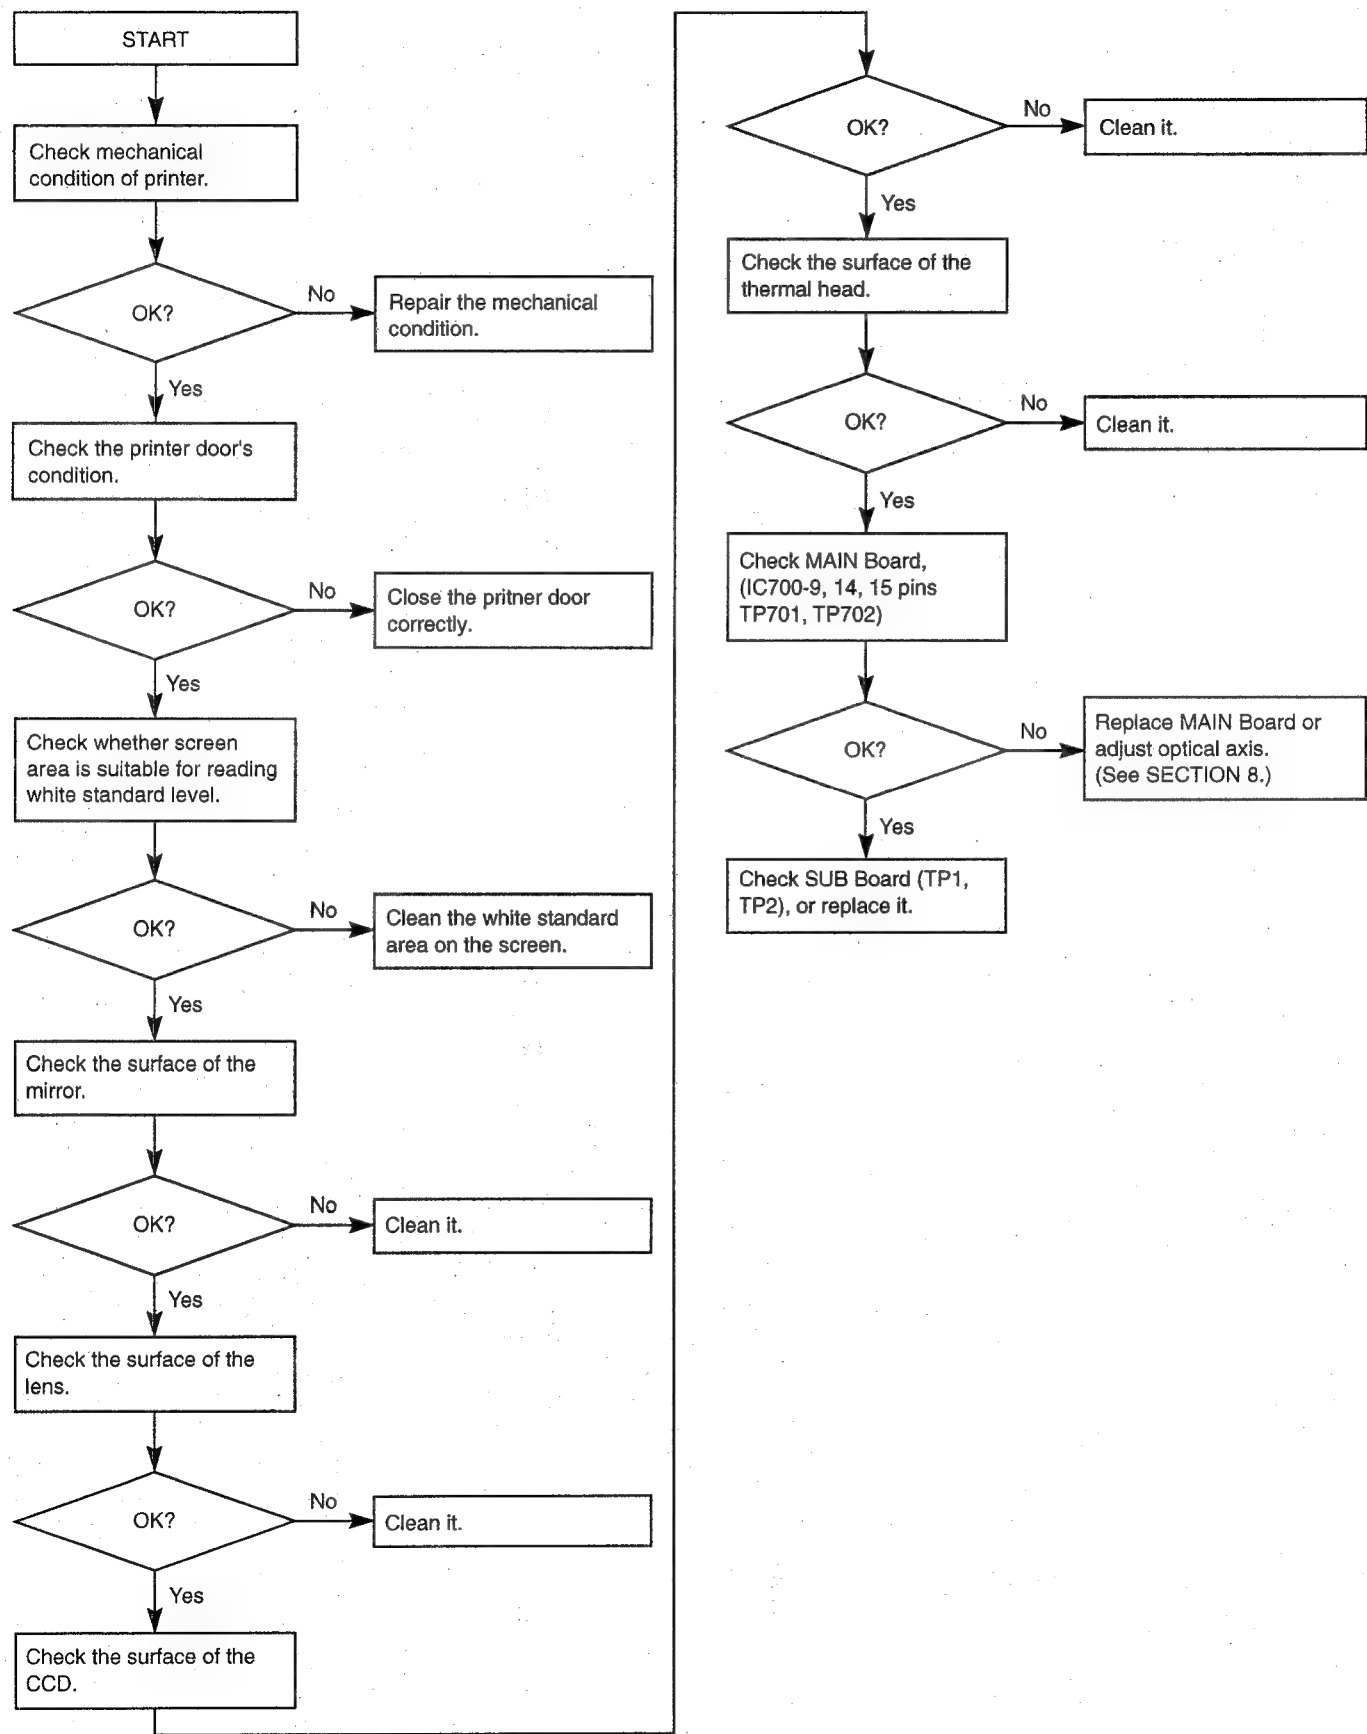 START
Check mechanical
condition of printer.
OK?
No
Repair the mechanical
condition.
Yes
Check the printer door's
condition.
OK?
No
Close the pritner door
correctly.
Yes
Check whether screen
area is suitable for reading
white standard level.
OK?
No
Clean the white standard
area on the screen.
Yes
Check the surface of the
mirror.
OK?
No
Clean it.
Yes
Check the surface of the
lens.
OK?
No
Clean it.
Yes
Check the surface of the
CCD.
OK?
No
Clean it.
Yes
Check the surface of the
thermal head.
OK?
No
Clean it.
Yes
Check MAIN Board,
(IC700-9, 14, 15 pins
TP701, TP702)
OK?
No
Replace MAIN Board or
adjust optical axis.
(See SECTION 8.)
Yes
Check SUB Board (TP1,
TP2), or replace it.